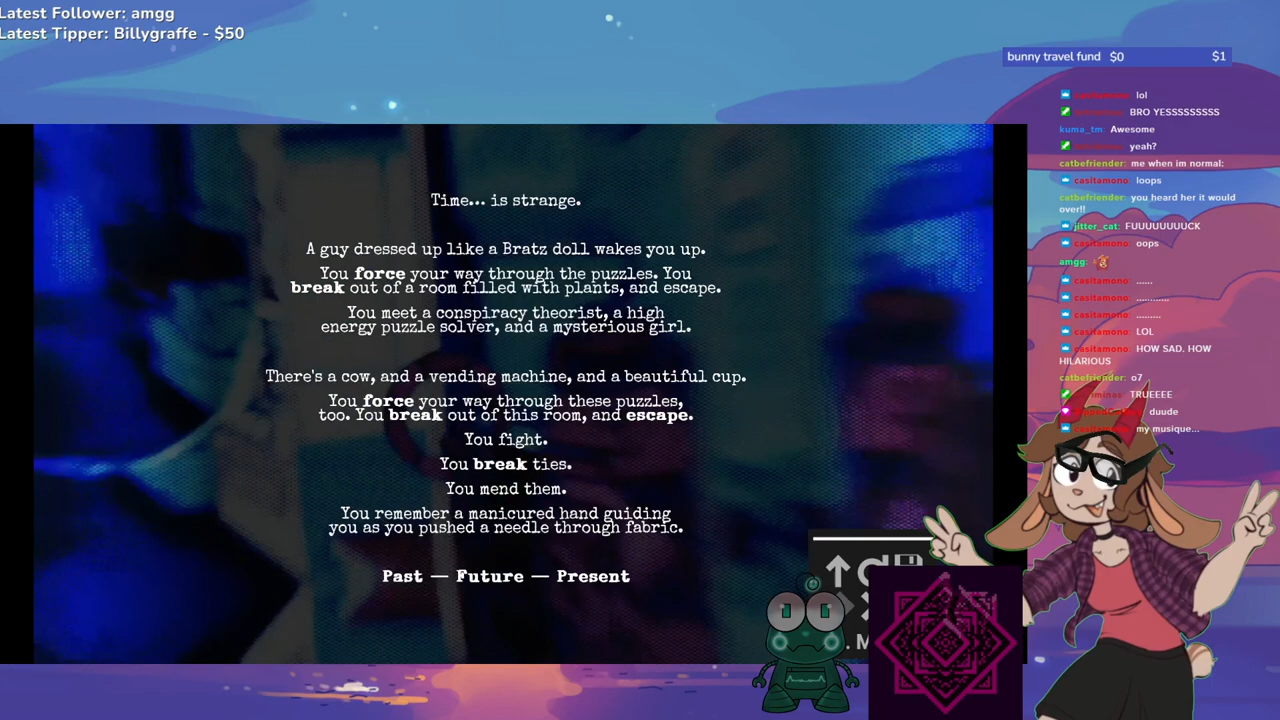 Latest Follower: amgg
Latest Tipper: Billygraffe - $50
bunny travel fund $0 $1
Time... is strange.
A guy dressed up like a Bratz doll wakes you up.
You force your way through the puzzles. You
break out of a room filled with plants, and escape.
You meet a conspiracy theorist, a high
energy puzzle solver, and a mysterious girl.
There's a cow, and a vending machine, and a beautiful cup.
You force your way through these puzzles,
too. You break out of this room, and escape.
You fight.
You break ties.
You mend them.
You remember a manicured hand guiding
you as you pushed a needle through fabric.
Past — Future — Present
casitamono: lol
BRO YESSSSSSSSS
kuma_tm: Awesome
yeah?
catbefriender: me when im normal:
casitamono: loops
catbefriender: you heard her it would
over!!
jitter_cat: FUUUUUUUUCK
casitamono: oops
amgg:
casitamono: ......
casitamono: ............
casitamono: .........
casitamono: LOL
casitamono: HOW SAD. HOW
HILARIOUS
catbefriender: o7
TRUEEEE
duude
casitamono: my musique...